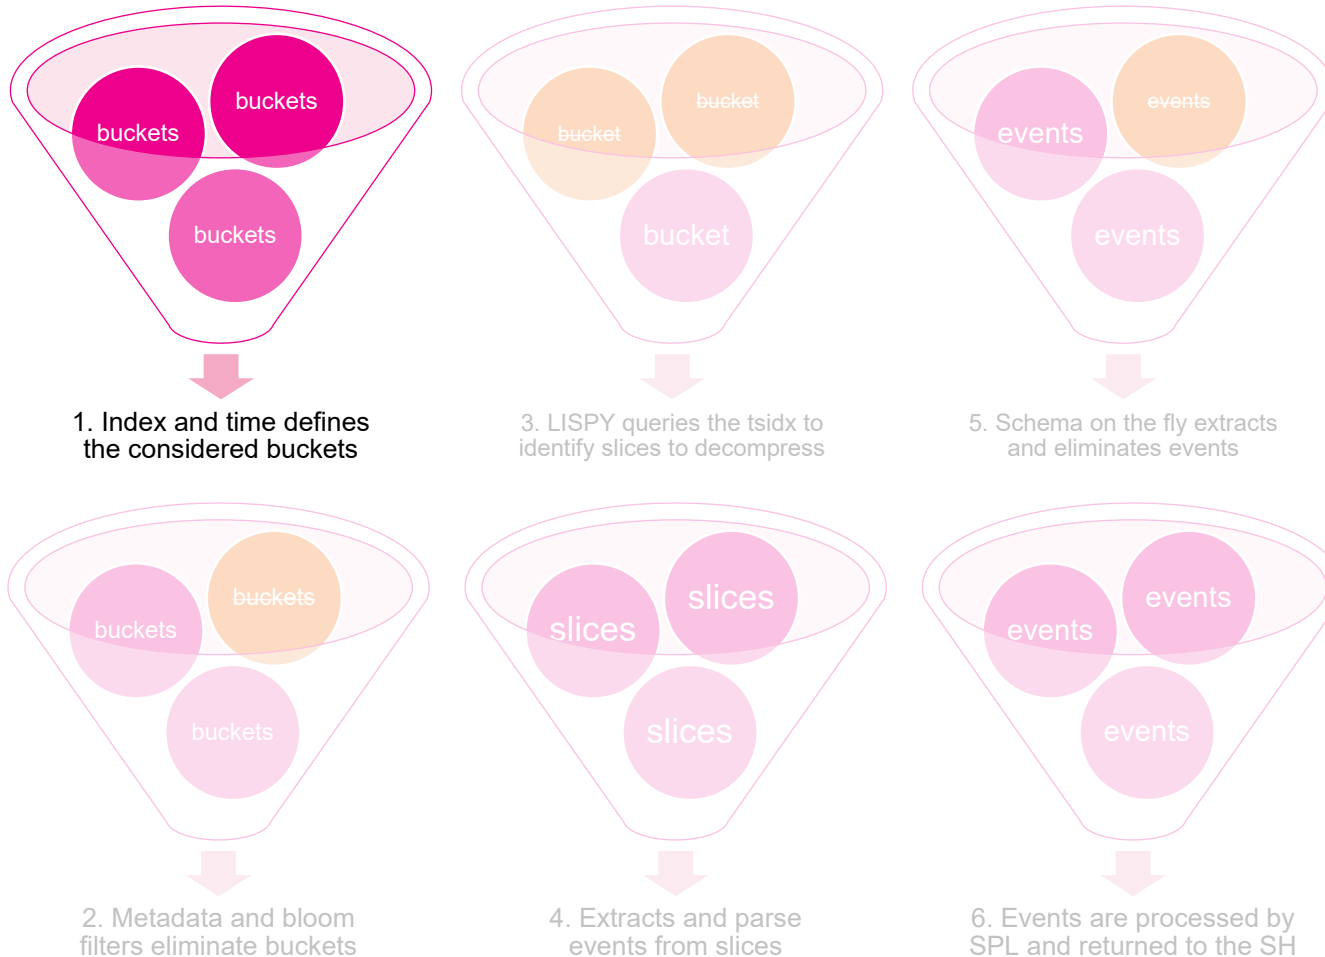 buckets
buckets
buckets
1. Index and time defines
the considered buckets
buckets
buckets
buckets
2. Metadata and bloom
filters eliminate buckets
bucket
bucket
bucket
3. LISPY queries the tsidx to
identify slices to decompress
slices
slices
slices
4. Extracts and parse
events from slices
events
events
events
5. Schema on the fly extracts
and eliminates events
events
events
events
6. Events are processed by
SPL and returned to the SH